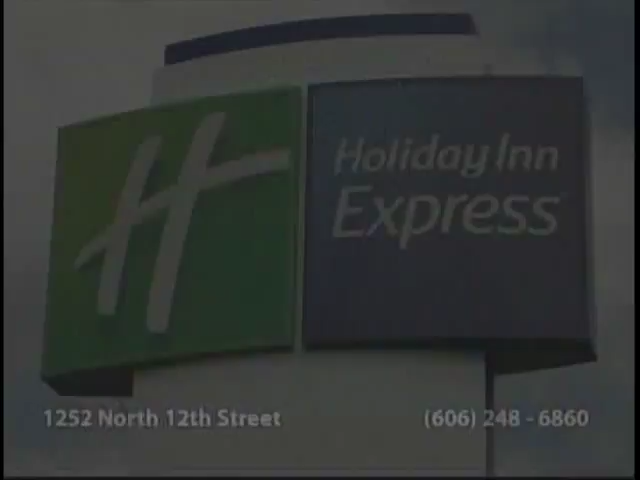 H
Holiday Inn
Express
1252 North 12th Street
(606) 248 - 6860